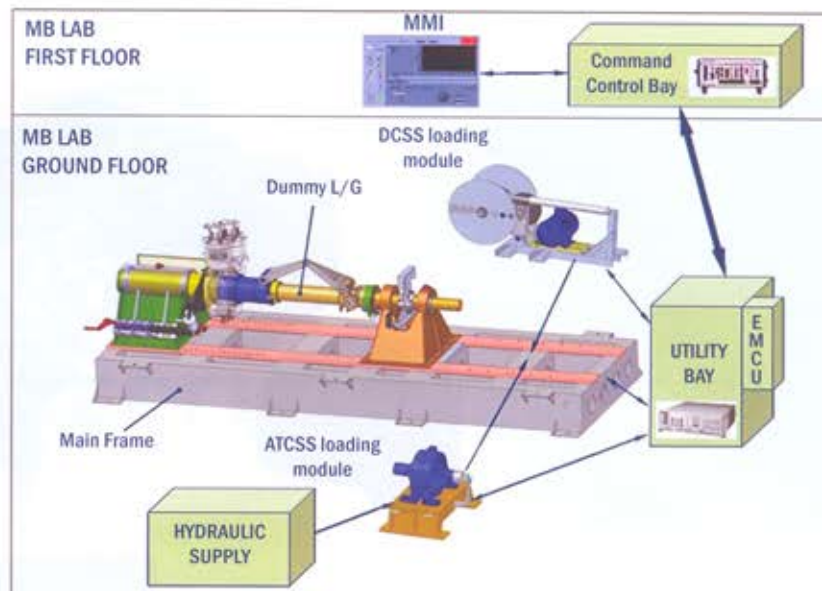 MB LAB
FIRST FLOOR
MMI
Command
Control Bay
MB LAB
GROUND FLOOR
DCSS loading
module
Dummy L/G
UTILITY
BAY
EMCU
Main Frame
ATCSS loading
module
HYDRAULIC
SUPPLY